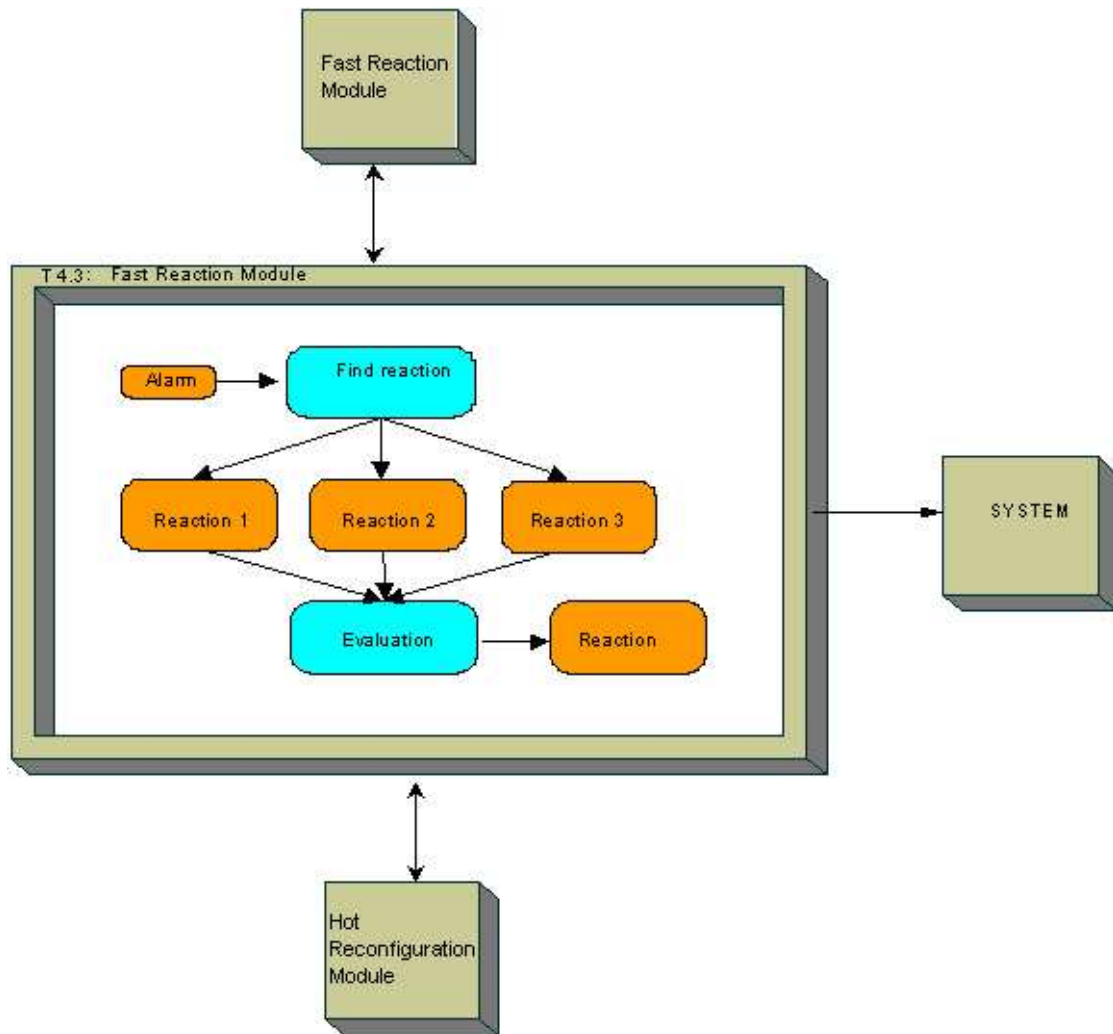 Fast Reaction
Module
T 4.3: Fast Reaction Module
Alarm
Find reaction
Reaction 1
Reaction 2
Reaction 3
SYSTEM
Evaluation
Reaction
Hot
Reconfiguration
Module